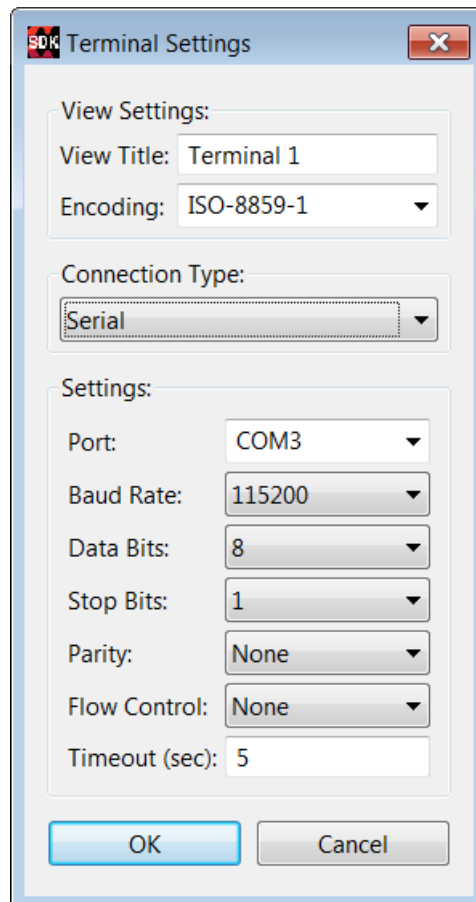 SDK Terminal Settings
View Settings:
View Title: Terminal 1
Encoding: ISO-8859-1
Connection Type:
Serial
Settings:
Port: COM3
Baud Rate: 115200
Data Bits: 8
Stop Bits: 1
Parity: None
Flow Control: None
Timeout (sec): 5
OK Cancel